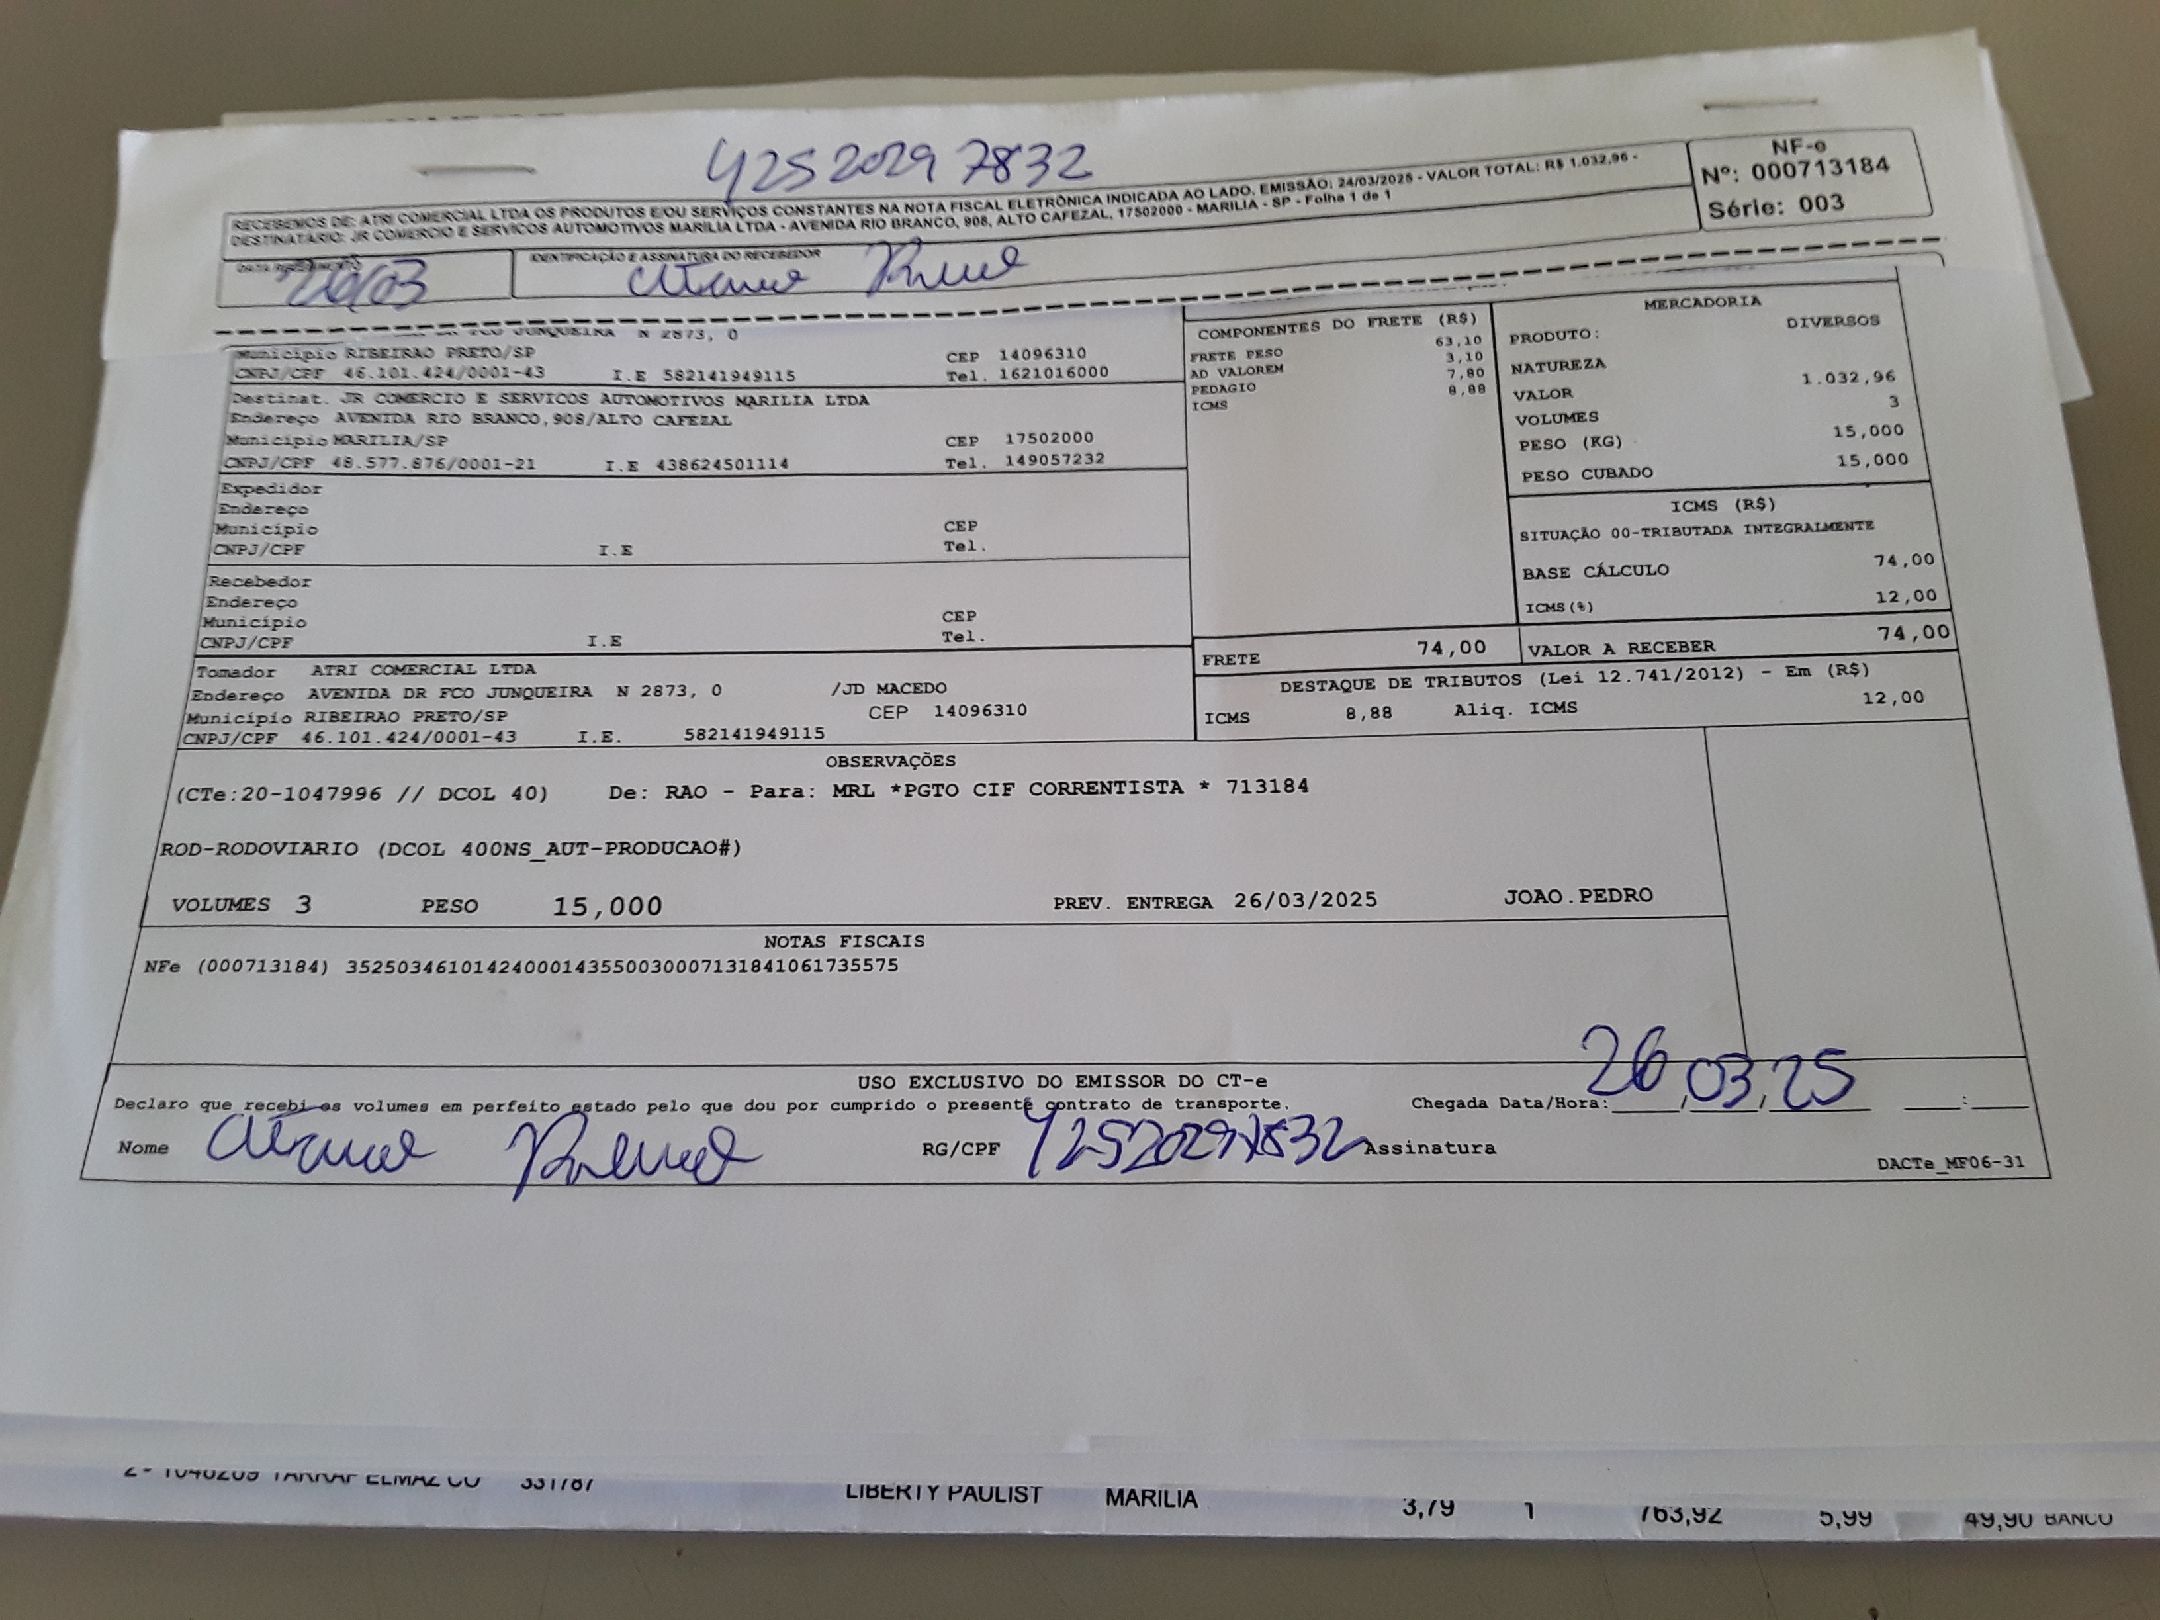 42520297832
RECEBEMOS DE: ATRI COMERCIAL LTDA OS PRODUTOS E/OU SERVIÇOS CONSTANTES NA NOTA FISCAL ELETRÔNICA INDICADA AO LADO. EMISSÃO: 24/03/2025 - VALOR TOTAL: R$ 1.032,96 -
DESTINATÁRIO: JR COMERCIO E SERVICOS AUTOMOTIVOS MARILIA LTDA - AVENIDA RIO BRANCO, 908, ALTO CAFEZAL, 17502000 - MARILIA - SP - Folha 1 de 1
NF-e
Nº: 000713184
Série: 003
26/03
IDENTIFICAÇÃO E ASSINATURA DO RECEBEDOR
FCO JUNQUEIRA N 2873, 0
Município RIBEIRAO PRETO/SP CEP 14096310
CNPJ/CPF 46.101.424/0001-43 I.E 582141949115 Tel. 1621016000
Destinat. JR COMERCIO E SERVICOS AUTOMOTIVOS MARILIA LTDA
Endereço AVENIDA RIO BRANCO,908/ALTO CAFEZAL
Município MARILIA/SP CEP 17502000
CNPJ/CPF 48.577.876/0001-21 I.E 438624501114 Tel. 149057232
Expedidor
Endereço
Município CEP
CNPJ/CPF I.E Tel.
Recebedor
Endereço
Município CEP
CNPJ/CPF I.E Tel.
Tomador ATRI COMERCIAL LTDA
Endereço AVENIDA DR FCO JUNQUEIRA N 2873, 0 /JD MACEDO
Município RIBEIRAO PRETO/SP CEP 14096310
CNPJ/CPF 46.101.424/0001-43 I.E. 582141949115
COMPONENTES DO FRETE (R$)
FRETE PESO 63,10
AD VALOREM 3,10
PEDAGIO 7,80
ICMS 8,88
MERCADORIA
PRODUTO: DIVERSOS
NATUREZA
VALOR 1.032,96
VOLUMES 3
PESO (KG) 15,000
PESO CUBADO 15,000
ICMS (R$)
SITUAÇÃO 00-TRIBUTADA INTEGRALMENTE
BASE CÁLCULO 74,00
ICMS(%) 12,00
FRETE 74,00 VALOR A RECEBER 74,00
DESTAQUE DE TRIBUTOS (Lei 12.741/2012) - Em (R$)
ICMS 8,88 Aliq. ICMS 12,00
OBSERVAÇÕES
(CTe:20-1047996 // DCOL 40) De: RAO - Para: MRL *PGTO CIF CORRENTISTA * 713184
ROD-RODOVIARIO (DCOL 400NS_AUT-PRODUCAO#)
VOLUMES 3 PESO 15,000 PREV. ENTREGA 26/03/2025 JOAO.PEDRO
NOTAS FISCAIS
NFe (000713184) 35250346101424000143550030007131841061735575
USO EXCLUSIVO DO EMISSOR DO CT-e
Declaro que recebi os volumes em perfeito estado pelo que dou por cumprido o presente contrato de transporte. Chegada Data/Hora: 26/03/25 :
Nome RG/CPF 42520297832 Assinatura
DACTe_MF06-31
LIBERTY PAULIST MARILIA 3,79 1 763,92 5,99 49,90 BANCO